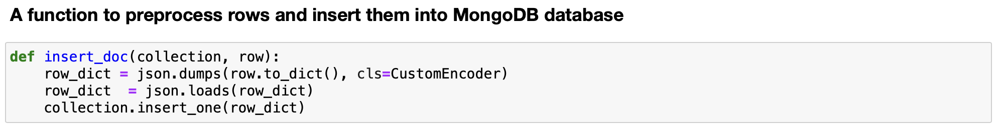 A function to preprocess rows and insert them into MongoDB database
def insert_doc(collection, row):
    row_dict = json.dumps(row.to_dict(), cls=CustomEncoder)
    row_dict  = json.loads(row_dict)
    collection.insert_one(row_dict)